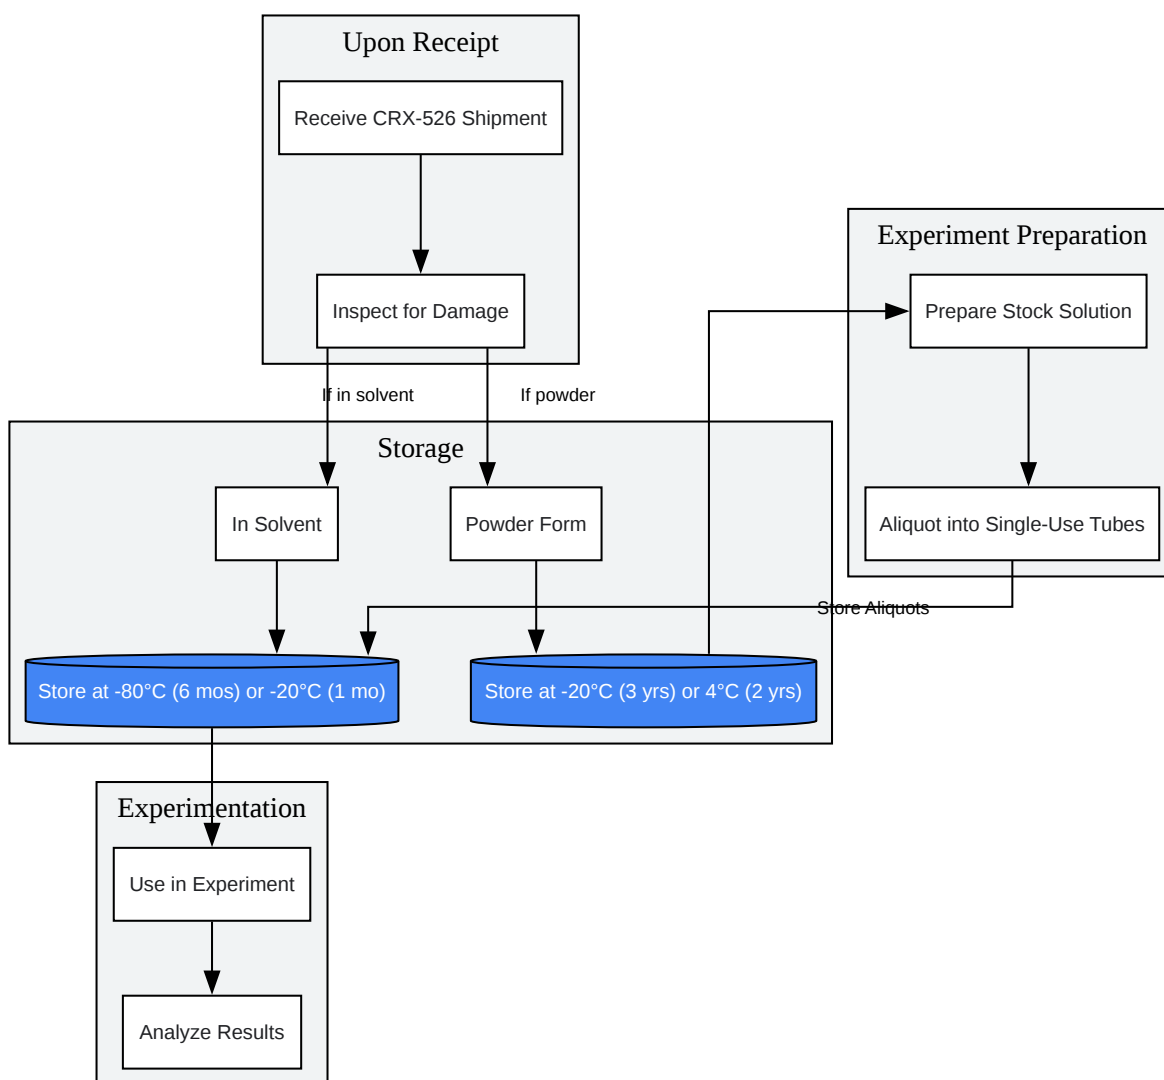 Upon Receipt
Receive CRX-526 Shipment
Experiment Preparation
Inspect for Damage
Prepare Stock Solution
If in solvent
If powder
Storage
In Solvent
Powder Form
Aliquot into Single-Use Tubes
Store Aliquots
Store at -80°C (6 mos) or -20°C (1 mo)
Store at -20°C (3 yrs) or 4°C (2 yrs)
Experimentation
Use in Experiment
Analyze Results